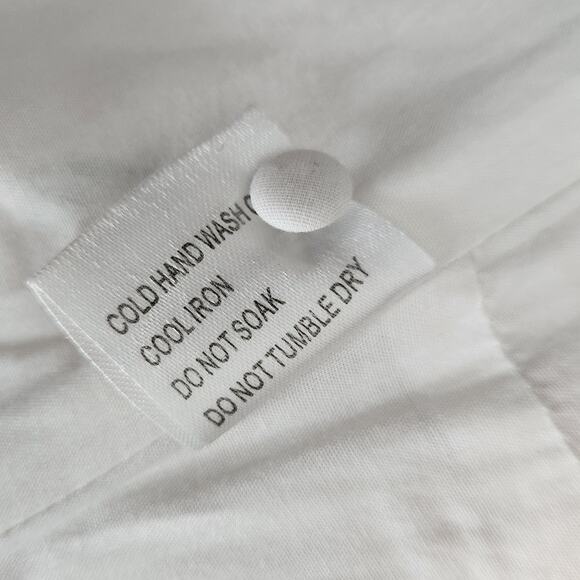 COLD HAND WASH
COOL IRON
DO NOT SOAK
DO NOT TUMBLE DRY